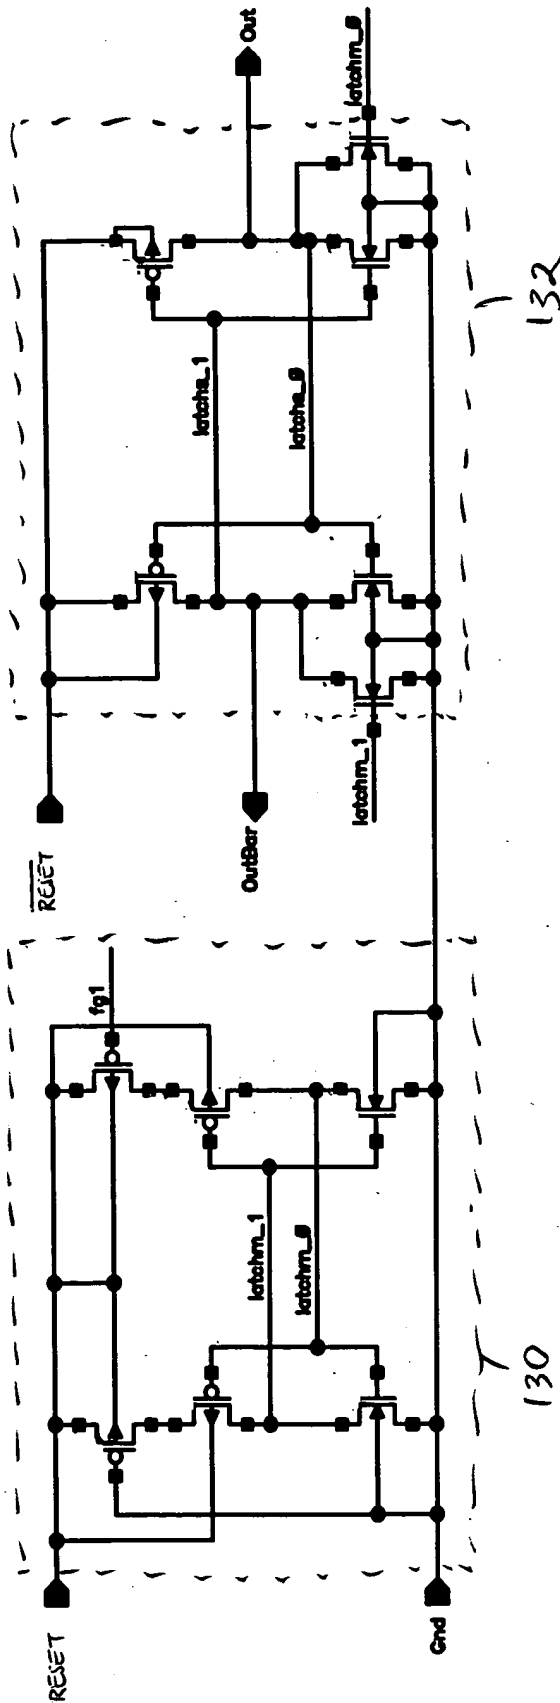 RESET
Gnd
130
latchm_1
latchm_0
fg1
RESET
OutBar
latchm_1
latchs_1
latchs_0
132
Out
latchm_0